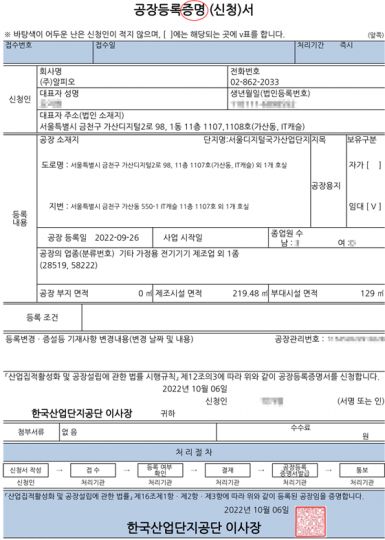 공장등록증명 (신청)서
※ 바탕색이 어두운 난은 신청인이 적지 않으며, [ ]에는 해당되는 곳에 v표를 합니다. (앞쪽)
접수번호 접수일 처리기간 즉시
신청인
회사명 전화번호
(주)알피오 02-862-2033
대표자 성명 생년월일(법인등록번호)
대표자 주소(법인 소재지)
서울특별시 금천구 가산디지털2로 98, 1동 11층 1107,1108호(가산동, IT캐슬)
등록 내용
공장 소재지 단지명:서울디지털국가산업단지 지목 보유구분
도로명 : 서울특별시 금천구 가산디지털2로 98, 11층 1107호(가산동, IT캐슬) 외 1개 호실 자가 [ ]
공장용지
지번 : 서울특별시 금천구 가산동 550-1 IT캐슬 11층 1107호 외 1개 호실 임대 [ V ]
공장 등록일 2022-09-26 사업 시작일 종업원 수
남 : 여 :
공장의 업종(분류번호) 기타 가정용 전기기기 제조업 외 1종
(28519, 58222)
공장 부지 면적 0 ㎡ 제조시설 면적 219.48 ㎡ 부대시설 면적 129 ㎡
등록 조건
등록변경ㆍ증설등 기재사항 변경내용(변경 날짜 및 내용) 공장관리번호 :
「산업집적활성화 및 공장설립에 관한 법률 시행규칙」 제12조의3에 따라 위와 같이 공장등록증명서를 신청합니다.
2022년 10월 06일
신청인 (서명 또는 인)
한국산업단지공단 이사장 귀하
첨부서류 없 음 수수료
원
처 리 절 차
신청서 작성 → 접 수 → 등록 여부 확인 → 결재 → 공장등록 증명서발급 → 통보
신청인 처리기관 처리기관 처리기관 처리기관 처리기관
「산업집적활성화 및 공장설립에 관한 법률」 제16조제1항ㆍ제2항ㆍ제3항에 따라 위와 같이 등록된 공장임을 증명합니다.
2022년 10월 06일
한국산업단지공단 이사장